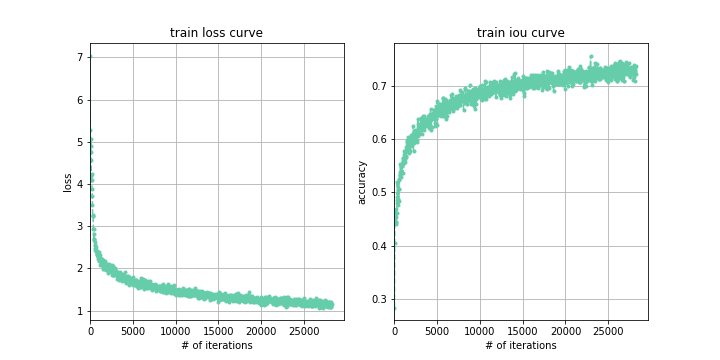 train loss curve
7
6
5
4
3
2
1
loss
0 5000 10000 15000 20000 25000
# of iterations
train iou curve
0.7
0.6
0.5
0.4
0.3
accuracy
0 5000 10000 15000 20000 25000
# of iterations